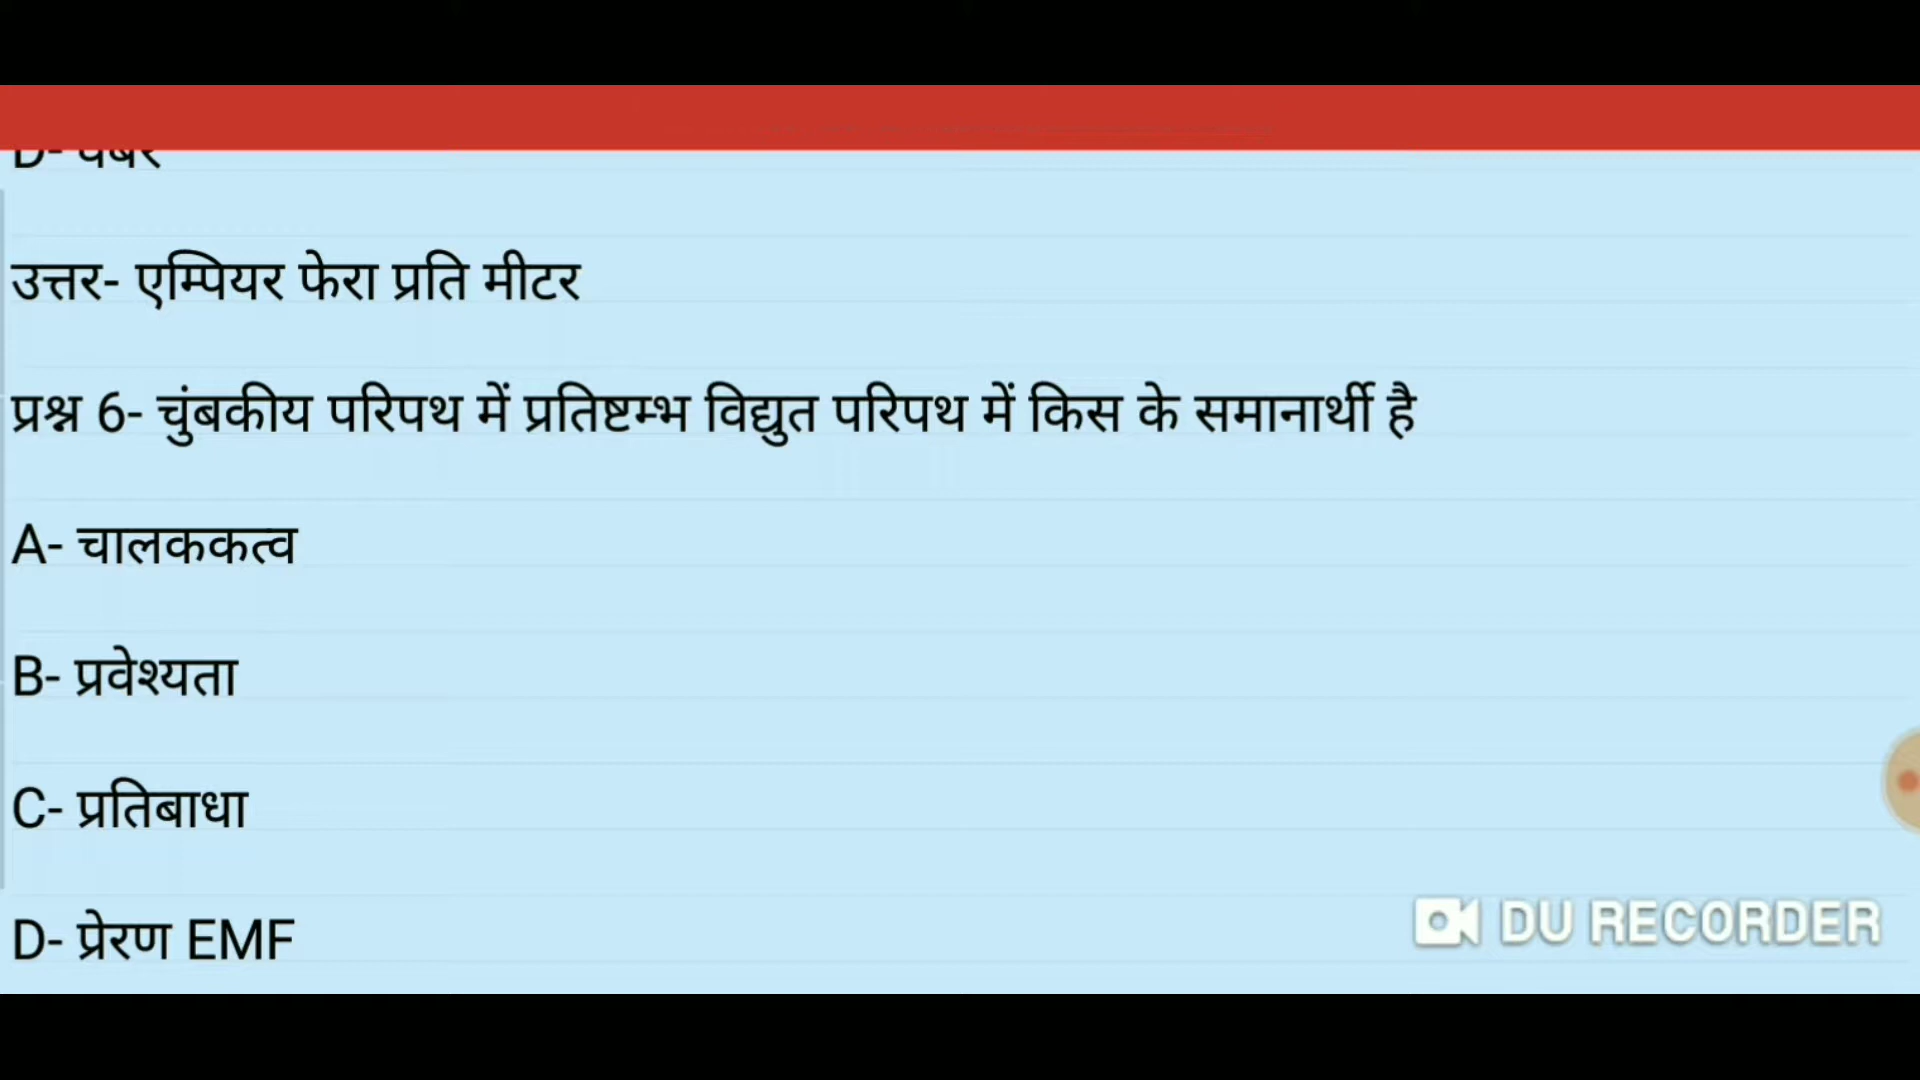 D- वेबर
उत्तर- एम्पियर फेरा प्रति मीटर
प्रश्न 6- चुंबकीय परिपथ में प्रतिष्टम्भ विद्युत परिपथ में किस के समानार्थी है
A- चालककत्व
B- प्रवेश्यता
C- प्रतिबाधा
D- प्रेरण EMF
DU RECORDER